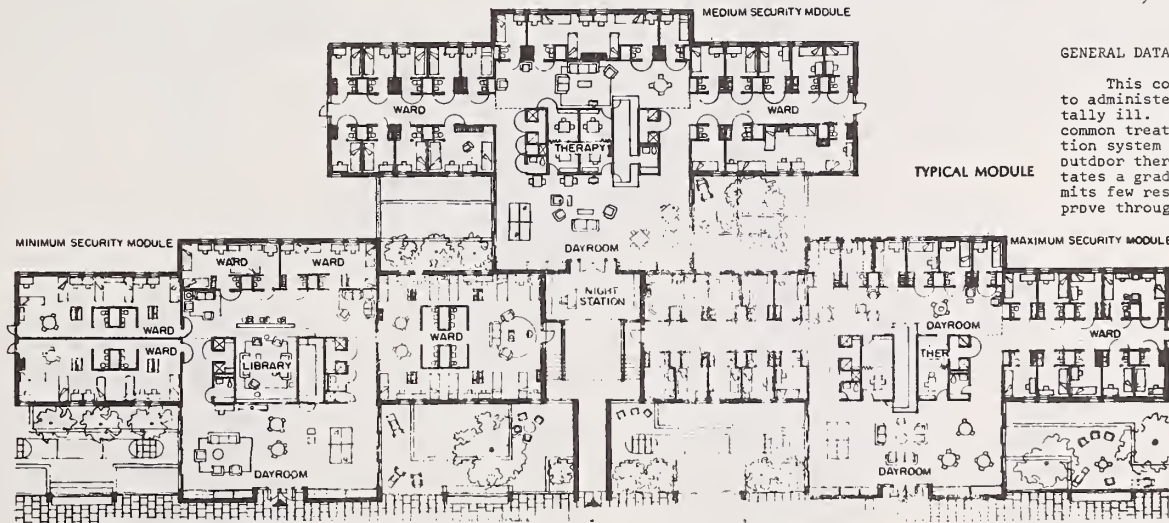 MEDIUM SECURITY MODULE
GENERAL DATA
This co
to administe
tally ill.
common treat
tion system
outdoor ther
tates a grad
mits few res
prove throug
TYPICAL MODULE
WARD
WARD
THERAPY
DAYROOM
MINIMUM SECURITY MODULE
MAXIMUM SECURITY MODULE
WARD
WARD
NIGHT
STATION
WARD
WARD
LIBRARY
WARD
DAYROOM
THER
WARD
DAYROOM
DAYROOM